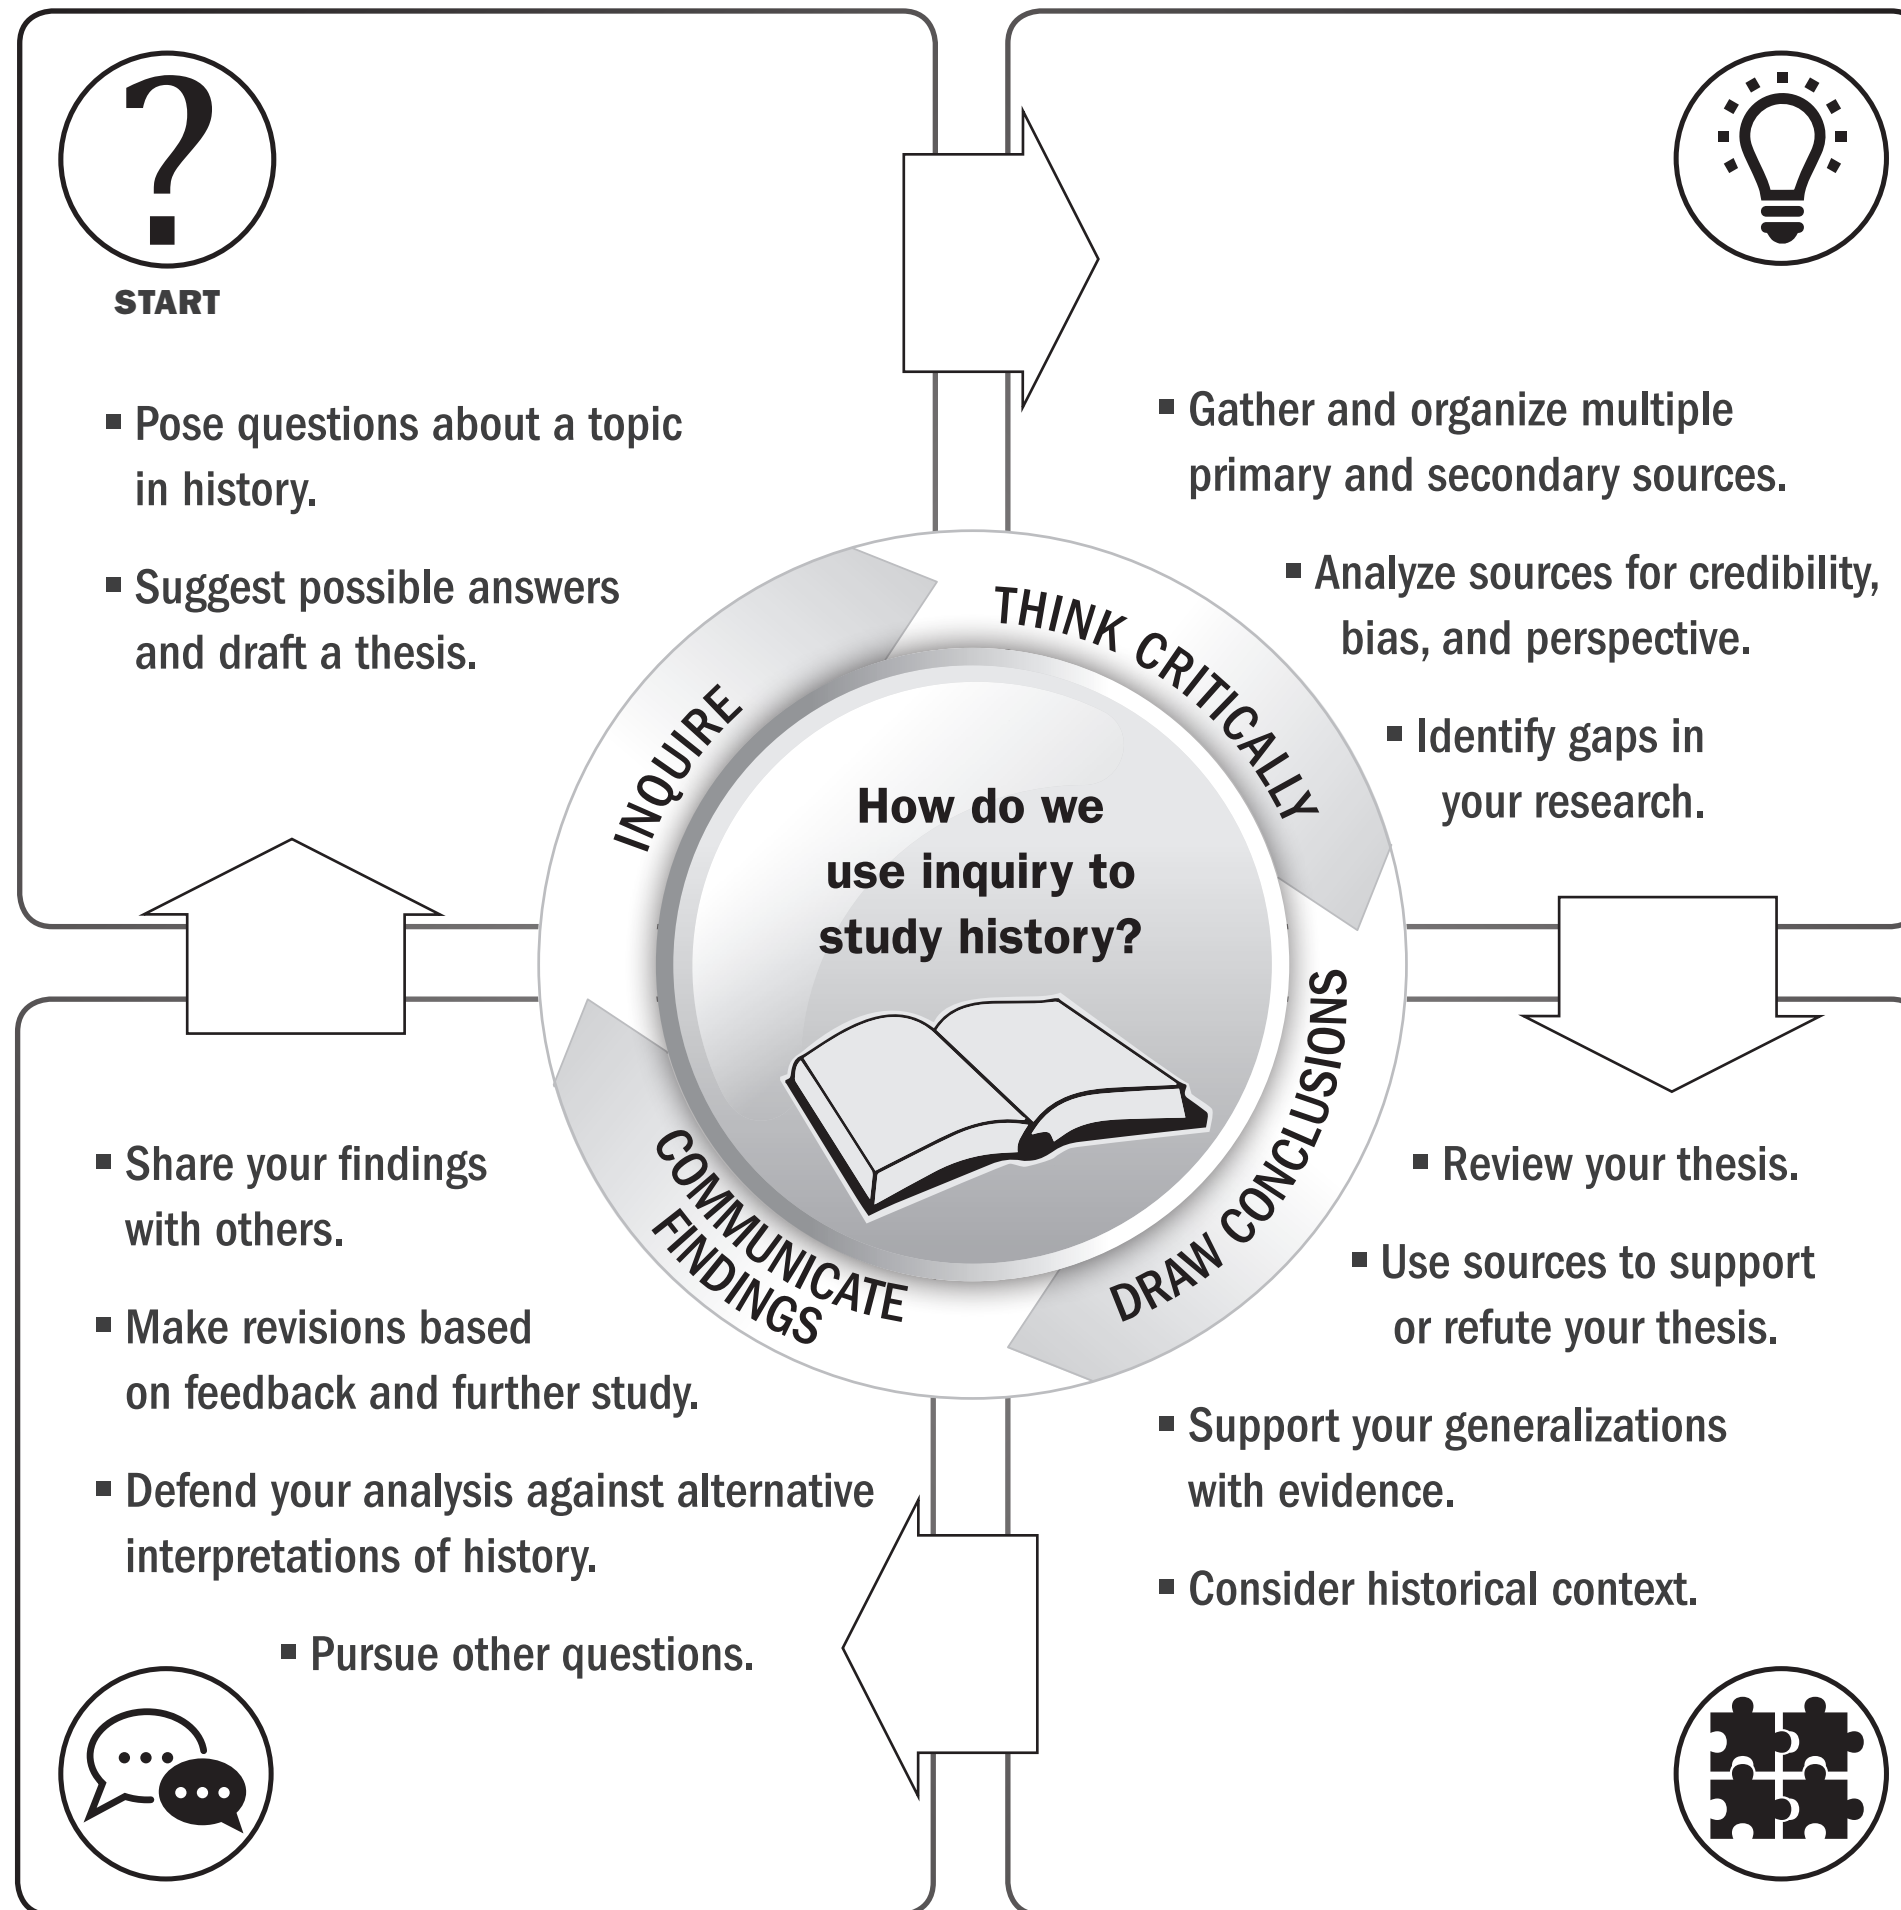 ?
START
▪ Pose questions about a topic
in history.
▪ Suggest possible answers
and draft a thesis.
▪ Gather and organize multiple
primary and secondary sources.
▪ Analyze sources for credibility,
bias, and perspective.
▪ Identify gaps in
your research.
INQUIRE
THINK CRITICALLY
DRAW CONCLUSIONS
COMMUNICATE
FINDINGS
How do we
use inquiry to
study history?
▪ Review your thesis.
▪ Use sources to support
or refute your thesis.
▪ Support your generalizations
with evidence.
▪ Consider historical context.
▪ Share your findings
with others.
▪ Make revisions based
on feedback and further study.
▪ Defend your analysis against alternative
interpretations of history.
▪ Pursue other questions.